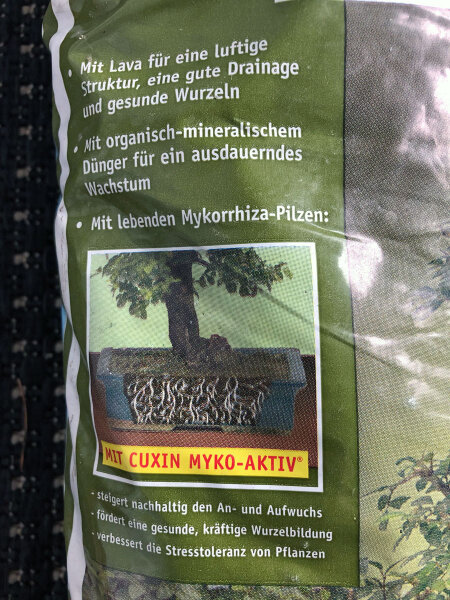 • Mit Lava für eine luftige
Struktur, eine gute Drainage
und gesunde Wurzeln
• Mit organisch-mineralischem
Dünger für ein ausdauerndes
Wachstum
• Mit lebenden Mykorrhiza-Pilzen:
MIT CUXIN MYKO-AKTIV®
- steigert nachhaltig den An- und Aufwuchs
- fördert eine gesunde, kräftige Wurzelbildung
- verbessert die Stresstoleranz von Pflanzen